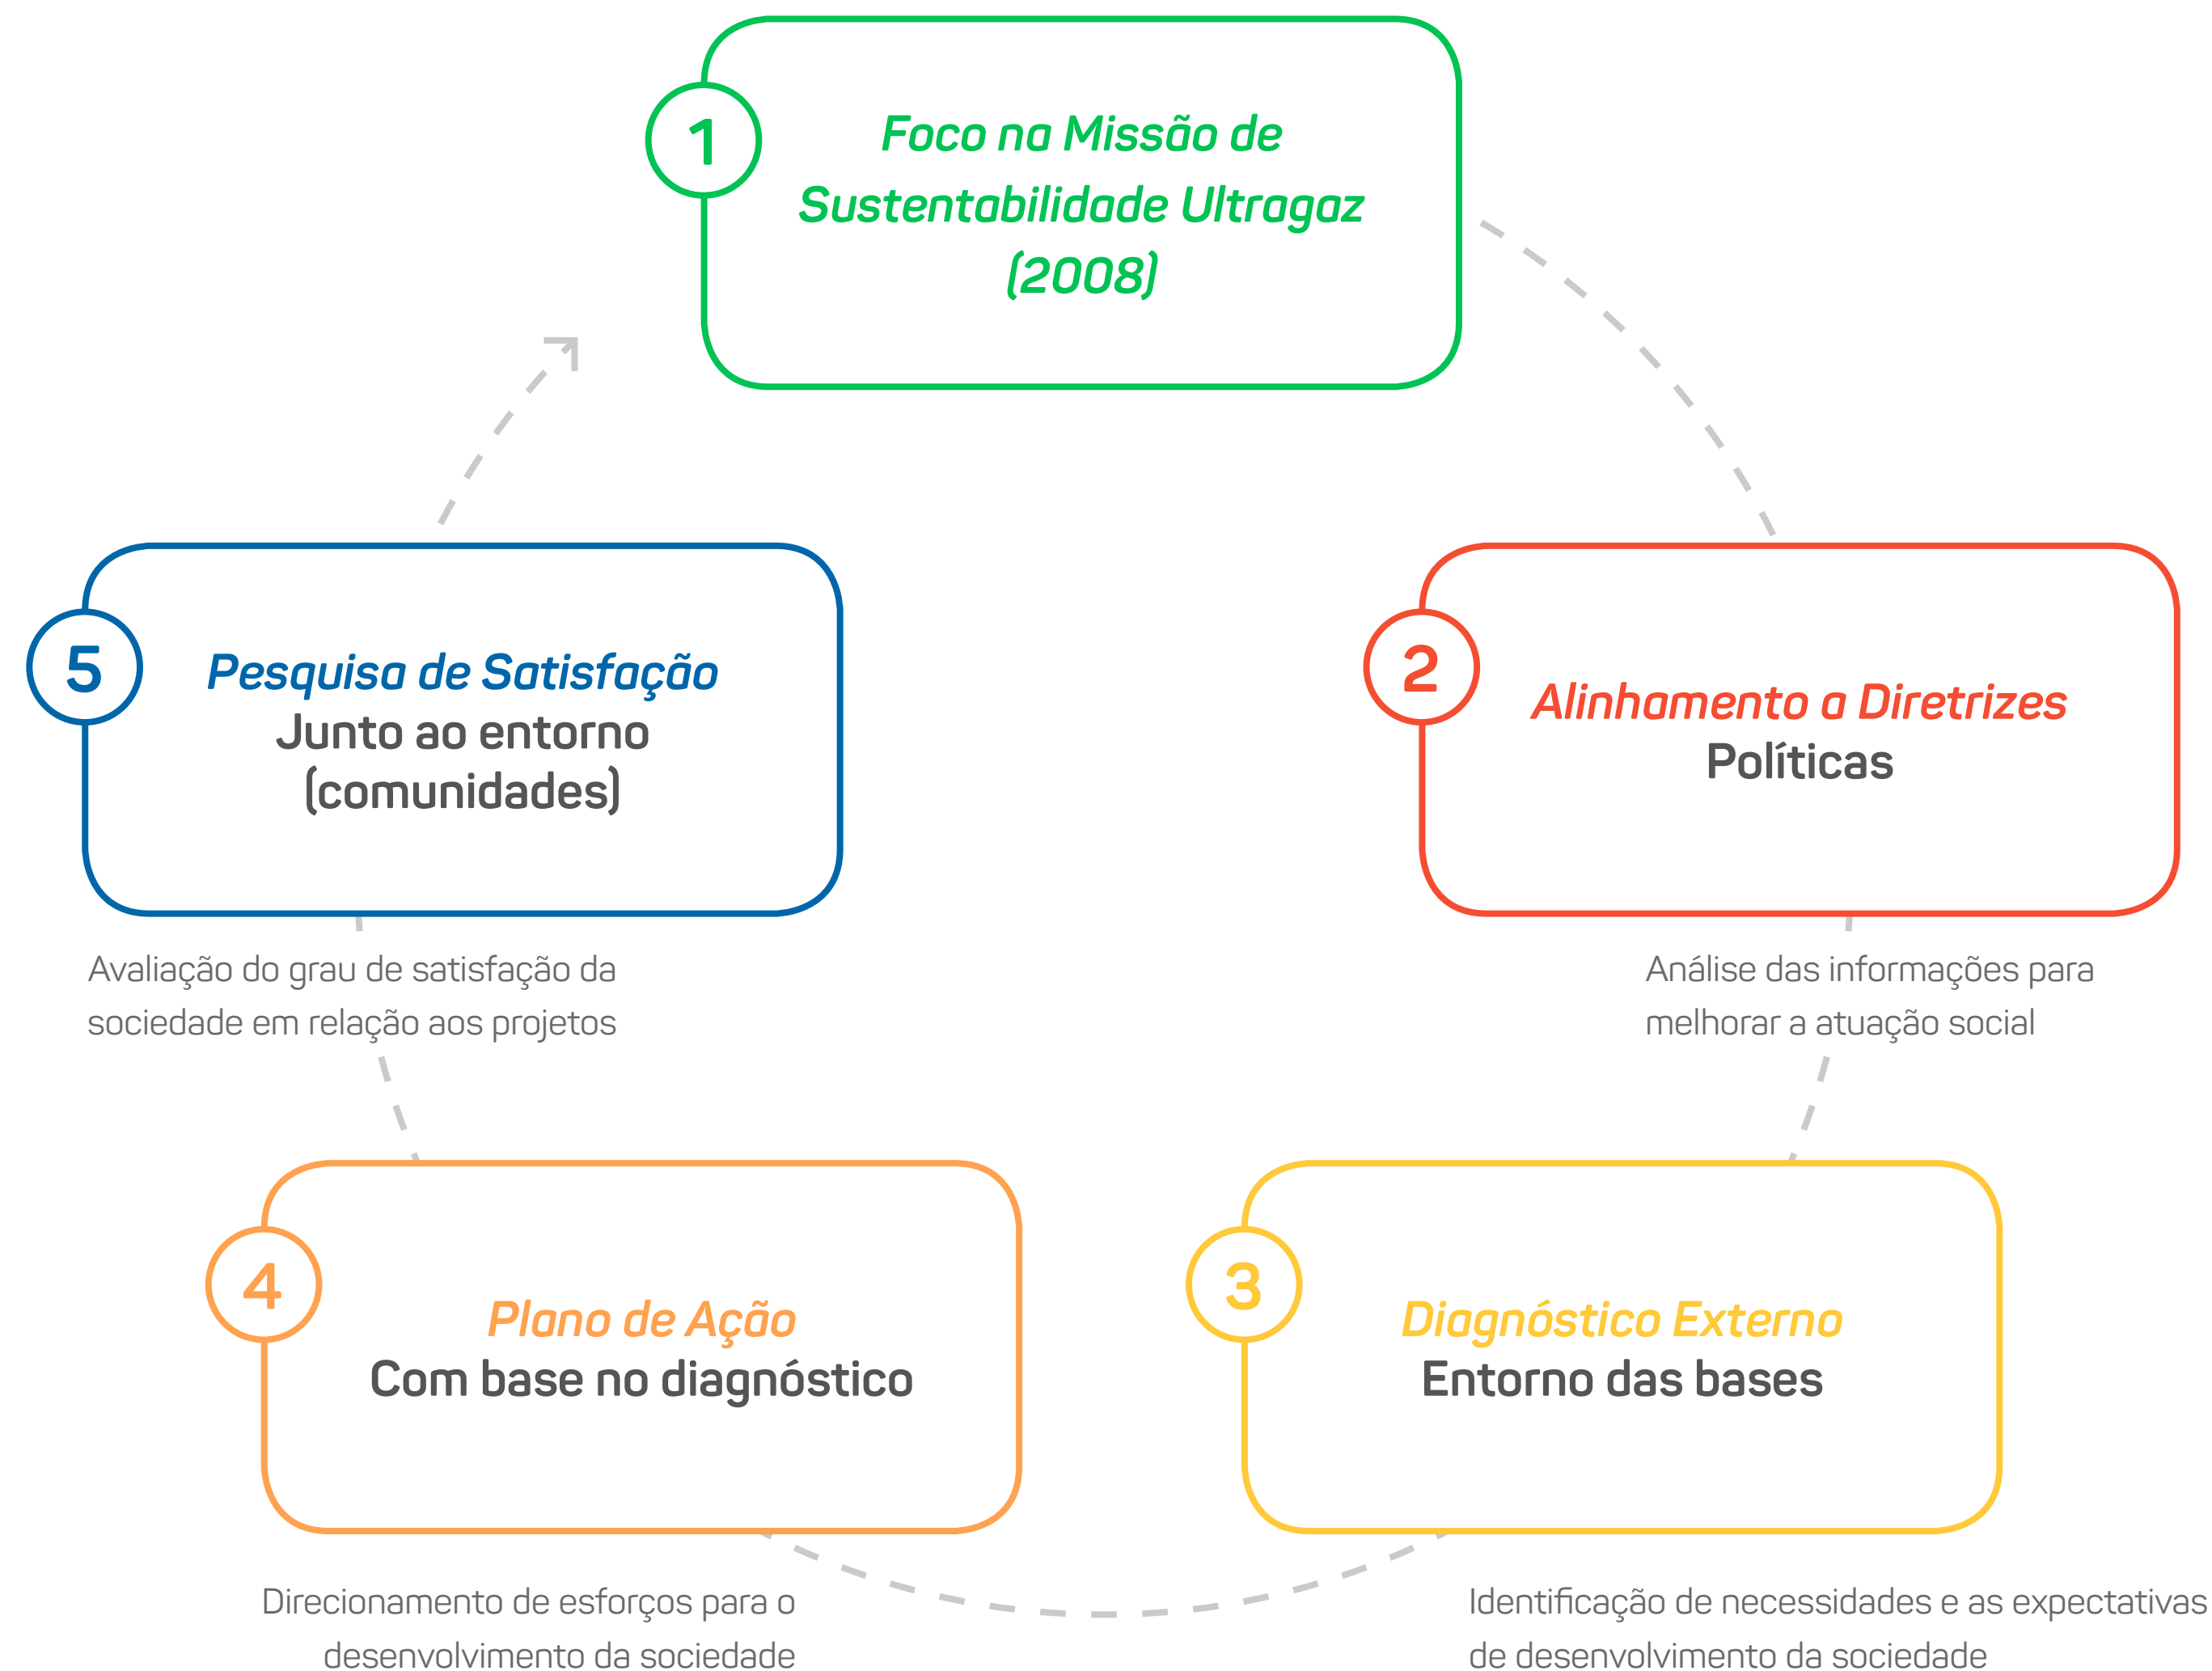 1
Foco na Missão de
Sustentabilidade Ultragaz
(2008)
2
Alinhamento a Diretrizes
Políticas
Análise das informações para
melhorar a atuação social
3
Diagnóstico Externo
Entorno das bases
Identificação de necessidades e as expectativas
de desenvolvimento da sociedade
4
Plano de Ação
Com base no diagnóstico
Direcionamento de esforços para o
desenvolvimento da sociedade
5
Pesquisa de Satisfação
Junto ao entorno
(comunidades)
Avaliação do grau de satisfação da
sociedade em relação aos projetos